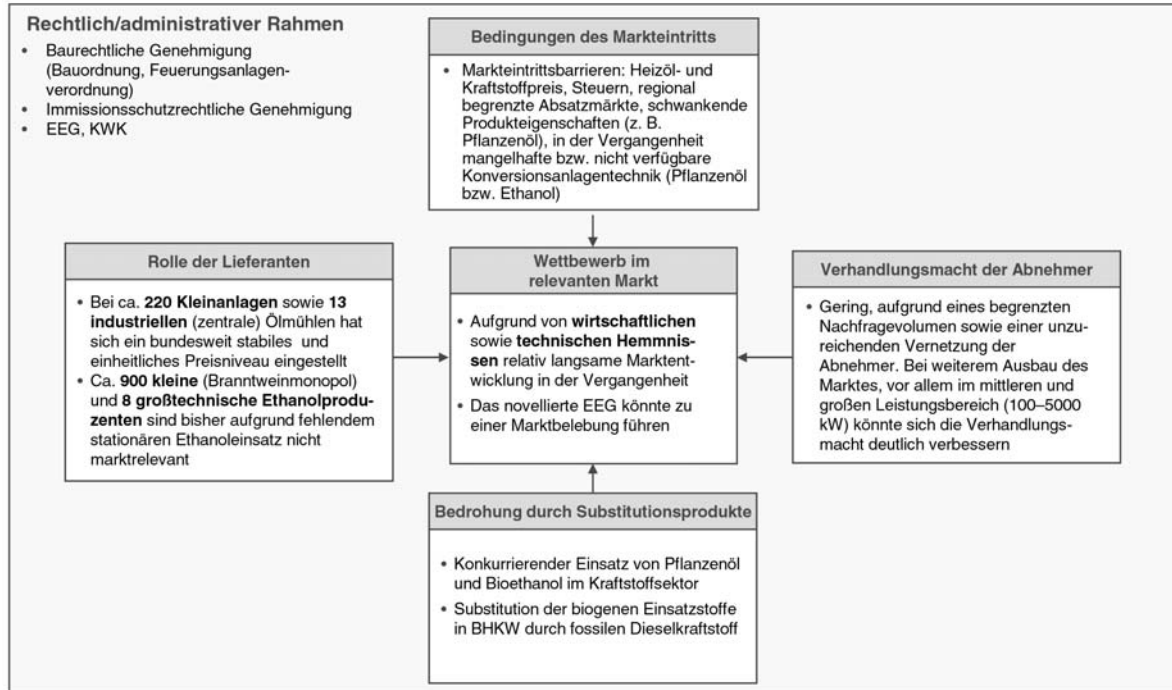 Rechtlich/administrativer Rahmen
• Baurechtliche Genehmigung
(Bauordnung, Feuerungsanlagen-
verordnung)
• Immissionsschutzrechtliche Genehmigung
• EEG, KWK
Bedingungen des Markteintritts
• Markteintrittsbarrieren: Heizöl- und
Kraftstoffpreis, Steuern, regional
begrenzte Absatzmärkte, schwankende
Produkteigenschaften (z. B.
Pflanzenöl), in der Vergangenheit
mangelhafte bzw. nicht verfügbare
Konversionsanlagentechnik (Pflanzenöl
bzw. Ethanol)
Rolle der Lieferanten
• Bei ca. 220 Kleinanlagen sowie 13
industriellen (zentrale) Ölmühlen hat
sich ein bundesweit stabiles und
einheitliches Preisniveau eingestellt
• Ca. 900 kleine (Branntweinmonopol)
und 8 großtechnische Ethanolprodu-
zenten sind bisher aufgrund fehlendem
stationären Ethanoleinsatz nicht
marktrelevant
Wettbewerb im
relevanten Markt
• Aufgrund von wirtschaftlichen
sowie technischen Hemmnis-
sen relativ langsame Marktent-
wicklung in der Vergangenheit
• Das novellierte EEG könnte zu
einer Marktbelebung führen
Verhandlungsmacht der Abnehmer
• Gering, aufgrund eines begrenzten
Nachfragevolumen sowie einer unzu-
reichenden Vernetzung der
Abnehmer. Bei weiterem Ausbau des
Marktes, vor allem im mittleren und
großen Leistungsbereich (100–5000
kW) könnte sich die Verhandlungs-
macht deutlich verbessern
Bedrohung durch Substitutionsprodukte
• Konkurrierender Einsatz von Pflanzenöl
und Bioethanol im Kraftstoffsektor
• Substitution der biogenen Einsatzstoffe
in BHKW durch fossilen Dieselkraftstoff